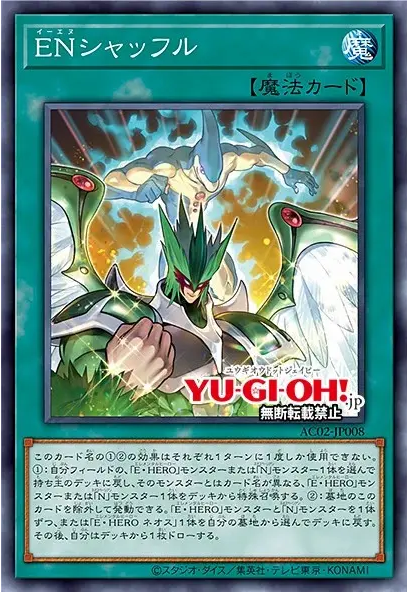 イーエヌ
ENシャッフル
魔
【魔法カード】
ユウギオウドットジェイピー
YU-GI-OH!.jp
無断転載禁止
AC02-JP008
このカード名の①②の効果はそれぞれ1ターンに1度しか使用できない。
①:自分フィールドの、「E・HERO」モンスターまたは「N」モンスター1体を選んで
持ち主のデッキに戻し、そのモンスターとはカード名が異なる、「E・HERO」モン
スターまたは「N」モンスター1体をデッキから特殊召喚する。②:墓地のこの
カードを除外して発動できる。「E・HERO」モンスターと「N」モンスターを1体
ずつ、または「E・HERO ネオス」1体を自分の墓地から選んでデッキに戻す。
その後、自分はデッキから1枚ドローする。
©スタジオ・ダイス/集英社・テレビ東京・KONAMI